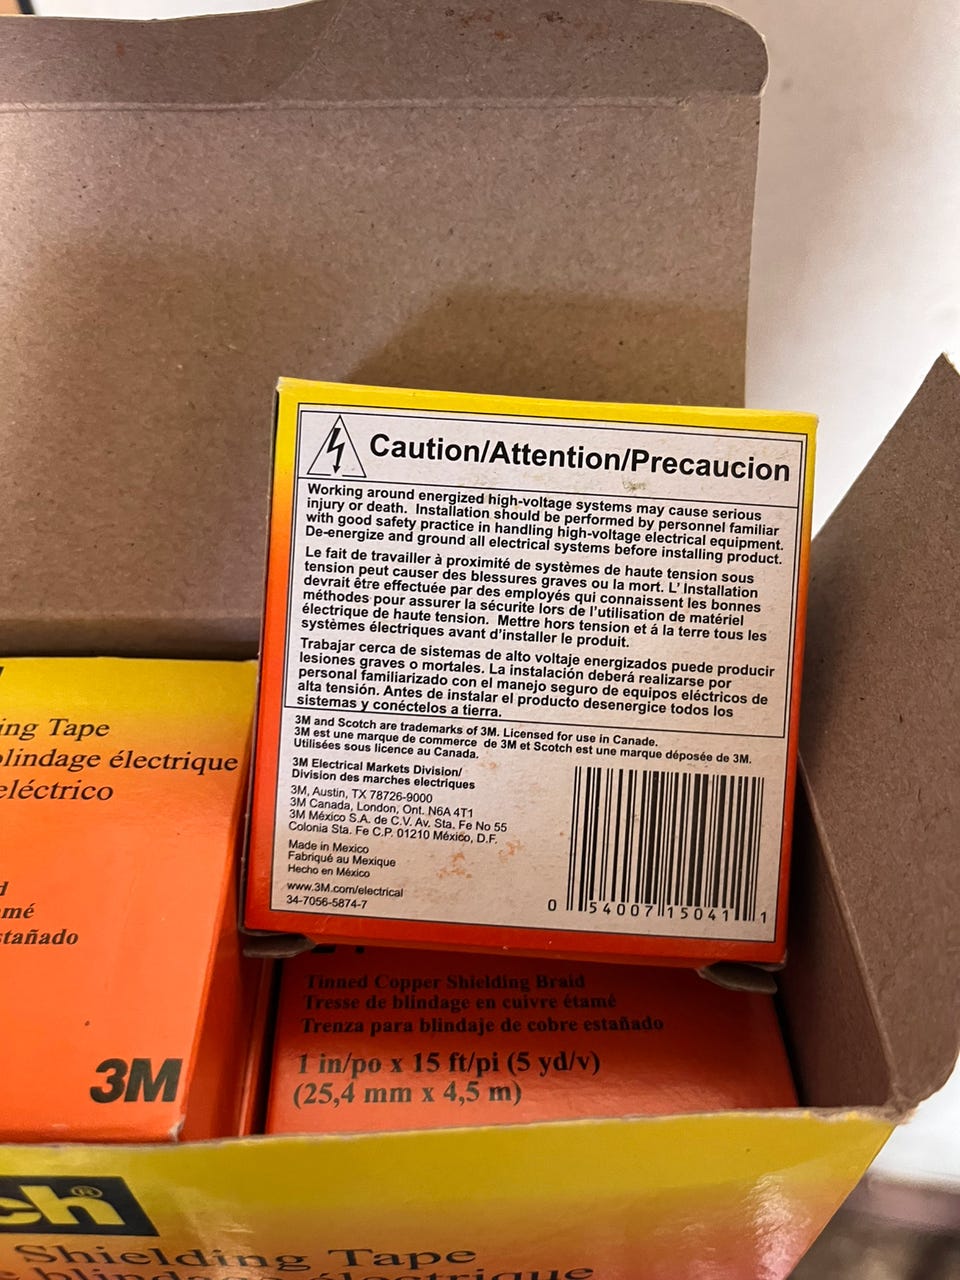 Caution/Attention/Precaucion
Working around energized high-voltage systems may cause serious
injury or death. Installation should be performed by personnel familiar
with good safety practice in handling high-voltage electrical equipment.
De-energize and ground all electrical systems before installing product.
Le fait de travailler à proximité de systèmes de haute tension sous
tension peut causer des blessures graves ou la mort. L' Installation
devrait être effectuée par des employés qui connaissent les bonnes
méthodes pour assurer la sécurite lors de l'utilisation de matériel
électrique de haute tension. Mettre hors tension et á la terre tous les
systèmes électriques avant d'installer le produit.
Trabajar cerca de sistemas de alto voltaje energizados puede producir
lesiones graves o mortales. La instalación deberá realizarse por
personal familiarizado con el manejo seguro de equipos eléctricos de
alta tensión. Antes de instalar el producto desenergice todos los
sistemas y conéctelos a tierra.
3M and Scotch are trademarks of 3M. Licensed for use in Canade.
3M est une marque de commerce de 3M et Scotch est une marque déposée de 3M.
Utilisées sous licence au Canada.
3M Electrical Markets Division/
Division des marches electriques
3M, Austin, TX 78726-9000
3M Canada, London, Ont. N6A 4T1
3M México S.A. de C.V. Av. Sta. Fe No 55
Colonia Sta. Fe C.P. 01210 México, D.F.
Made in Mexico
Fabriqué au Mexique
Hecho en México
www.3M.com/electrical
34-7056-5874-7
0 54007 15041 1
ing Tape
blindage électrique
eléctrico
d
amé
stañado
3M
Tinned Copper Shielding Braid
Tresse de blindage en cuivre étamé
Trenza para blindaje de cobre estañado
1 in/po x 15 ft/pi (5 yd/v)
(25,4 mm x 4,5 m)
ch®
Shielding Tape
blindage électrique